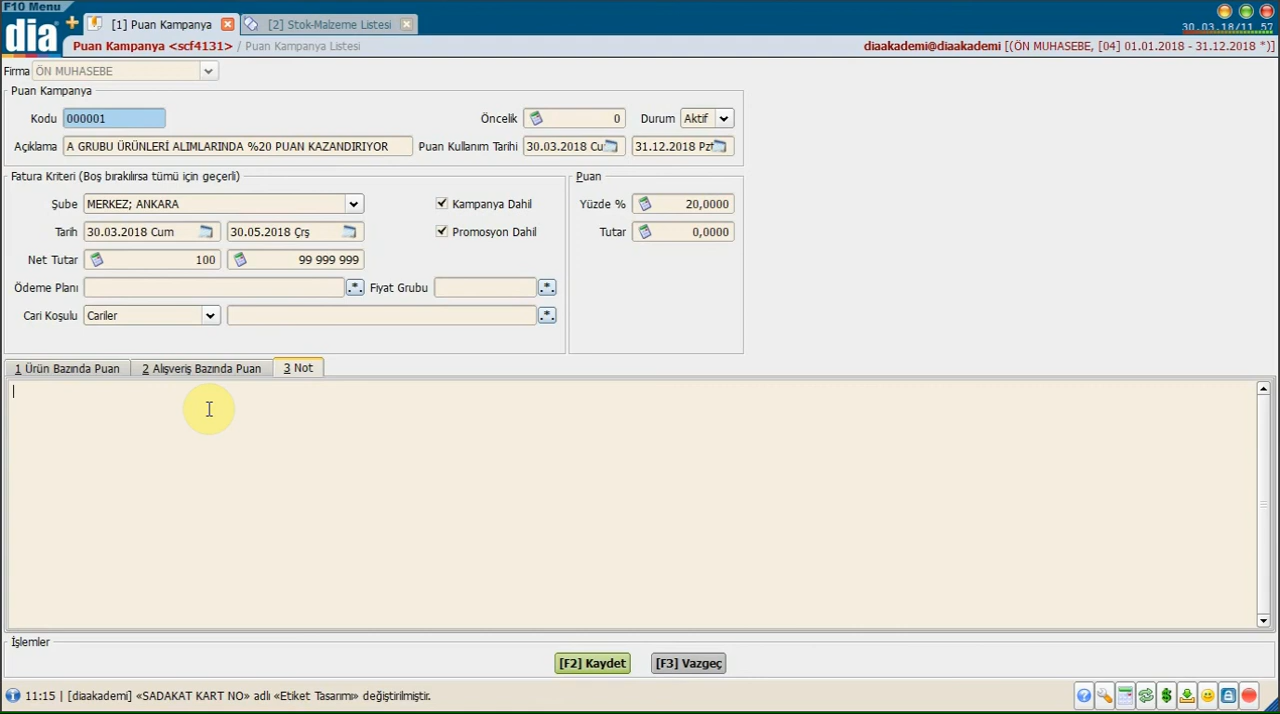 F10 Menu
dia
[1] Puan Kampanya
[2] Stok-Malzeme Listesi
30.03.18/11.57
Puan Kampanya <scf4131> / Puan Kampanya Listesi
diaakademi@diaakademi [(ÖN MUHASEBE, [04] 01.01.2018 - 31.12.2018 *)]
Firma ÖN MUHASEBE
Puan Kampanya
Kodu 000001 Öncelik 0 Durum Aktif
Açıklama A GRUBU ÜRÜNLERİ ALIMLARINDA %20 PUAN KAZANDIRIYOR Puan Kullanım Tarihi 30.03.2018 Cu 31.12.2018 Pzt
Fatura Kriteri (Boş bırakılırsa tümü için geçerli)
Puan
Şube MERKEZ; ANKARA Kampanya Dahil Yüzde % 20,0000
Tarih 30.03.2018 Cum 30.05.2018 Çrş Promosyon Dahil Tutar 0,0000
Net Tutar 100 99 999 999
Ödeme Planı .*. Fiyat Grubu .*.
Cari Koşulu Cariler .*.
1 Ürün Bazında Puan 2 Alışveriş Bazında Puan 3 Not
İşlemler
[F2] Kaydet [F3] Vazgeç
11:15 | [diaakademi] «SADAKAT KART NO» adlı «Etiket Tasarımı» değiştirilmiştir.